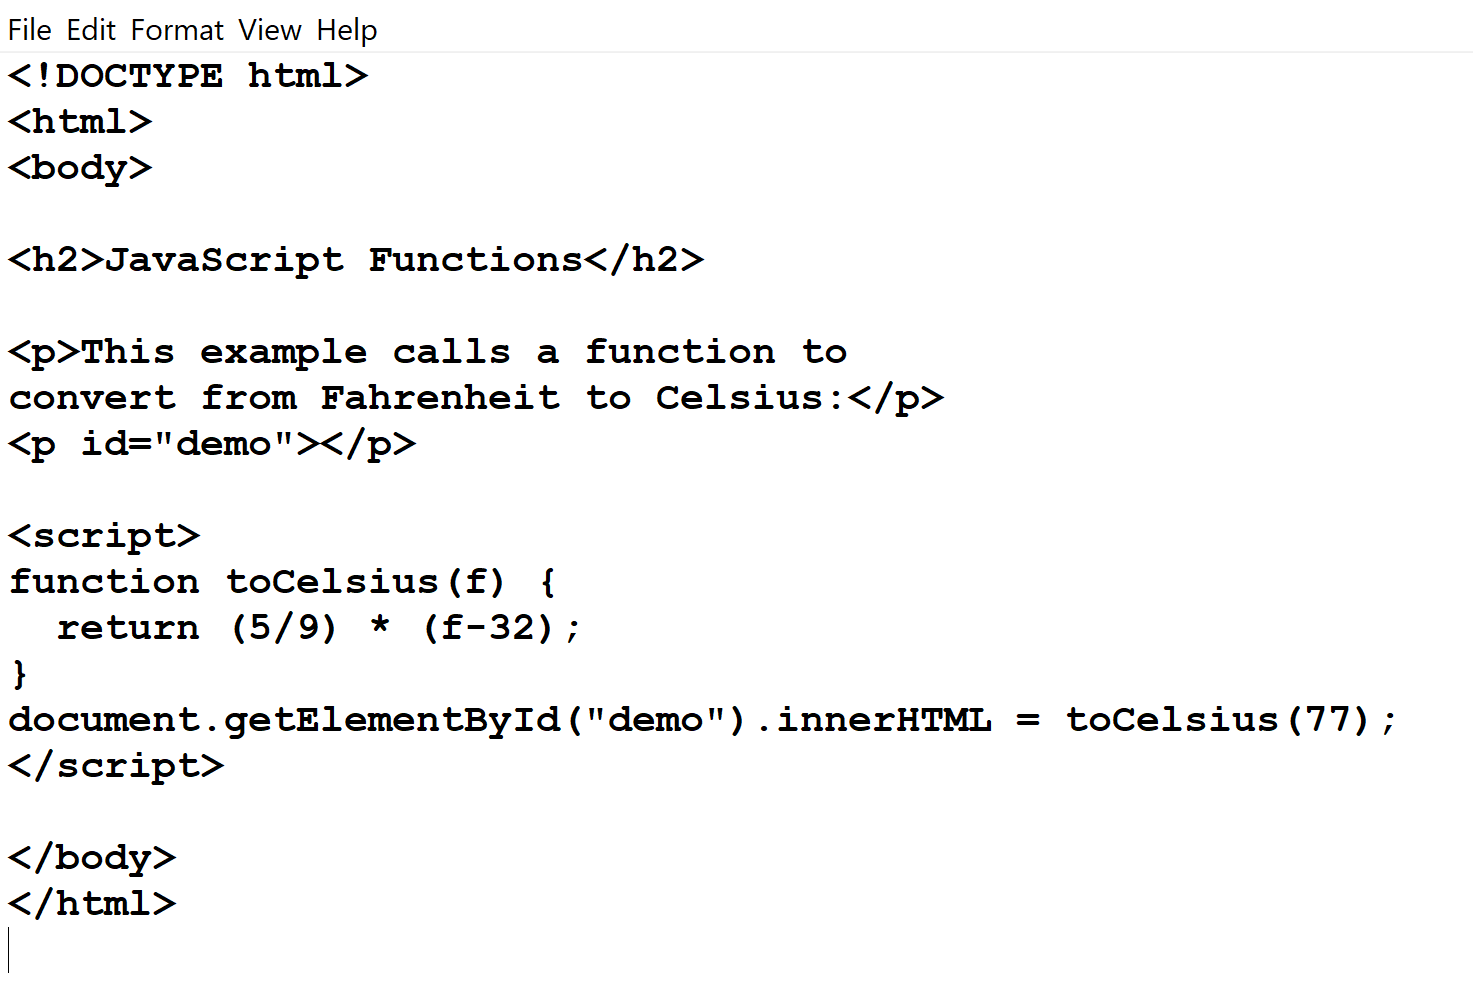 File Edit Format View Help
<!DOCTYPE html>
<html>
<body>
<h2>JavaScript Functions</h2>
<p>This example calls a function to
convert from Fahrenheit to Celsius:</p>
<p id="demo"></p>
<script>
function toCelsius(f) {
  return (5/9) * (f-32);
}
document.getElementById("demo").innerHTML = toCelsius(77);
</script>
</body>
</html>